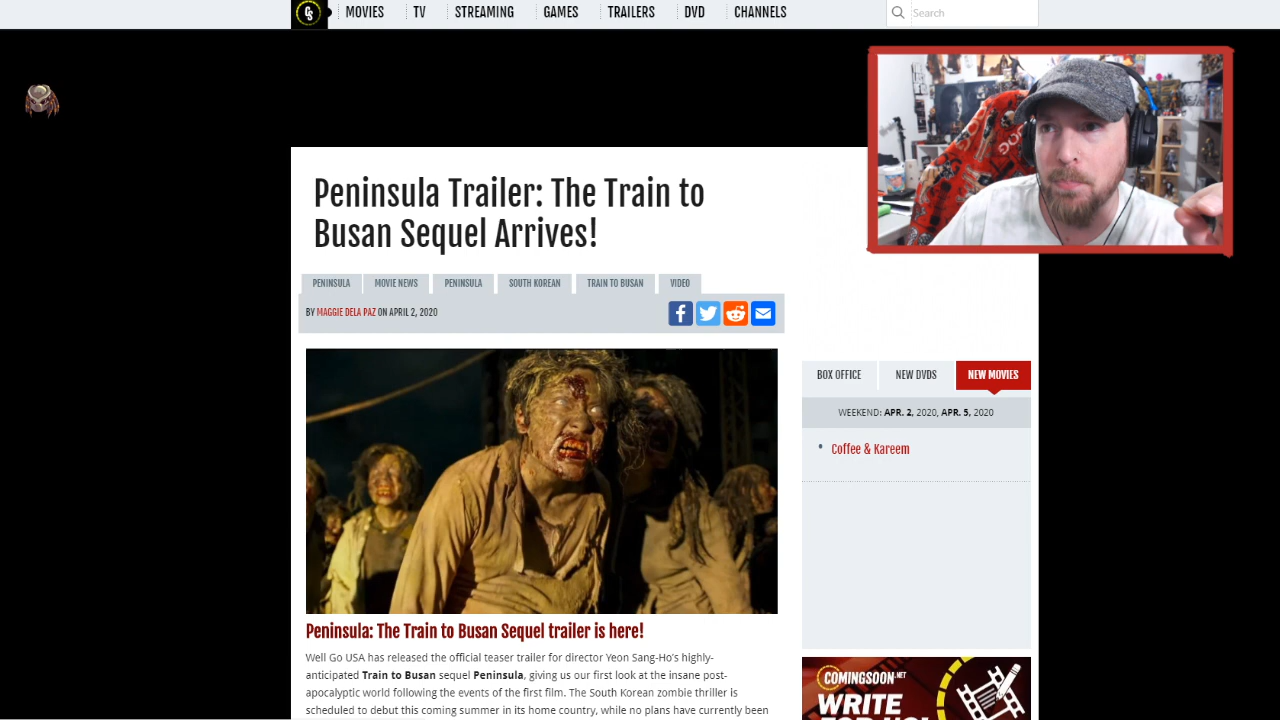 CS MOVIES TV STREAMING GAMES TRAILERS DVD CHANNELS Search
Peninsula Trailer: The Train to
Busan Sequel Arrives!
PENINSULA MOVIE NEWS PENINSULA SOUTH KOREAN TRAIN TO BUSAN VIDEO
BY MAGGIE DELA PAZ ON APRIL 2, 2020
Peninsula: The Train to Busan Sequel trailer is here!
Well Go USA has released the official teaser trailer for director Yeon Sang-Ho's highly-
anticipated Train to Busan sequel Peninsula, giving us our first look at the insane post-
apocalyptic world following the events of the first film. The South Korean zombie thriller is
scheduled to debut this coming summer in its home country, while no plans have currently been
BOX OFFICE NEW DVDS NEW MOVIES
WEEKEND: APR. 2, 2020, APR. 5, 2020
Coffee & Kareem
COMINGSOON.NET
WRITE
FOR US!